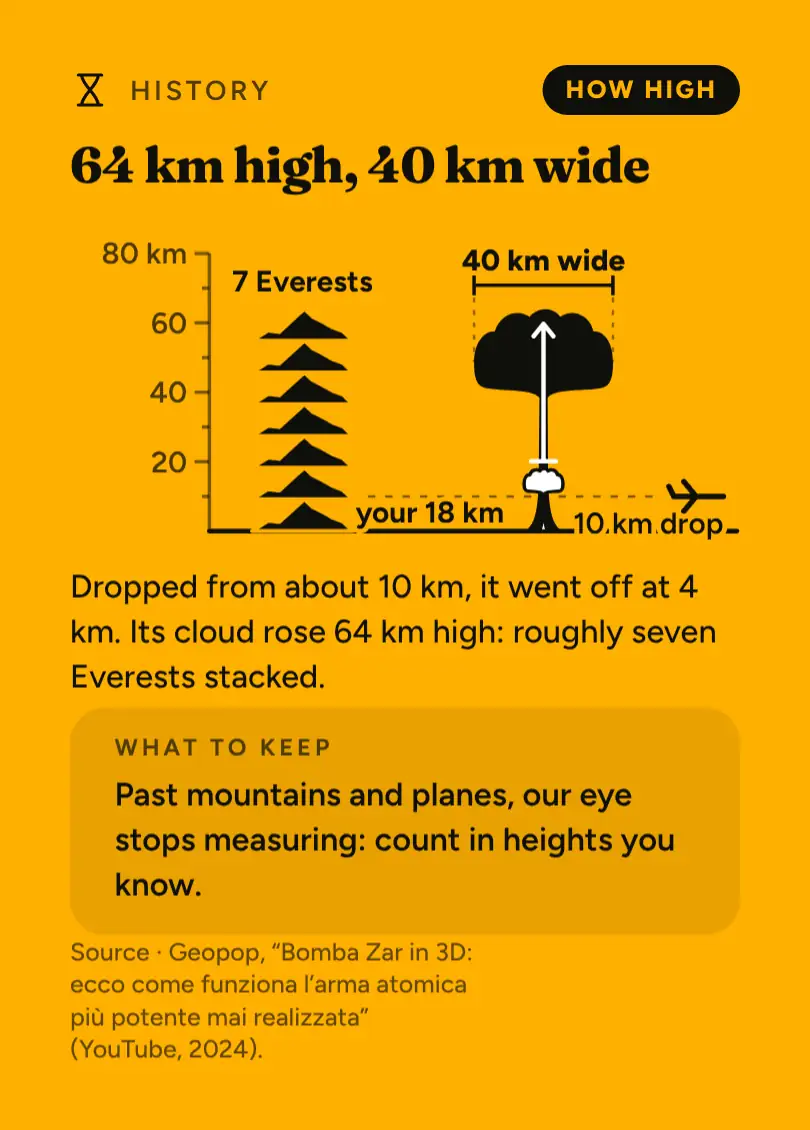 HISTORY
HOW HIGH
64 km high, 40 km wide
80 km
60
40
20
7 Everests
40 km wide
your 18 km
10 km drop
Dropped from about 10 km, it went off at 4
km. Its cloud rose 64 km high: roughly seven
Everests stacked.
WHAT TO KEEP
Past mountains and planes, our eye
stops measuring: count in heights you
know.
Source · Geopop, “Bomba Zar in 3D:
ecco come funziona l’arma atomica
più potente mai realizzata”
(YouTube, 2024).